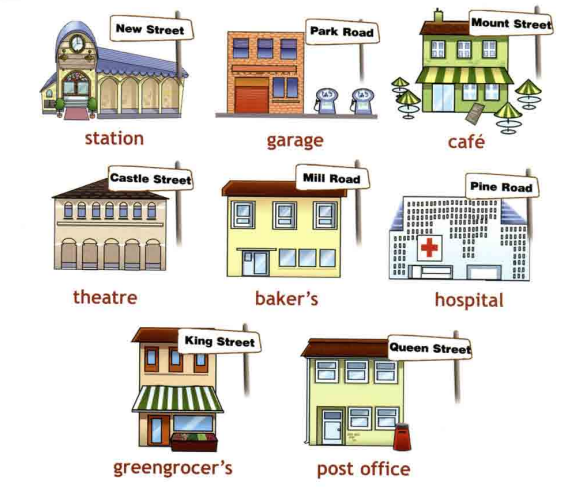 New Street
Park Road
Mount Street
station
garage
café
Castle Street
Mill Road
Pine Road
theatre
baker's
hospital
King Street
Queen Street
greengrocer's
post office